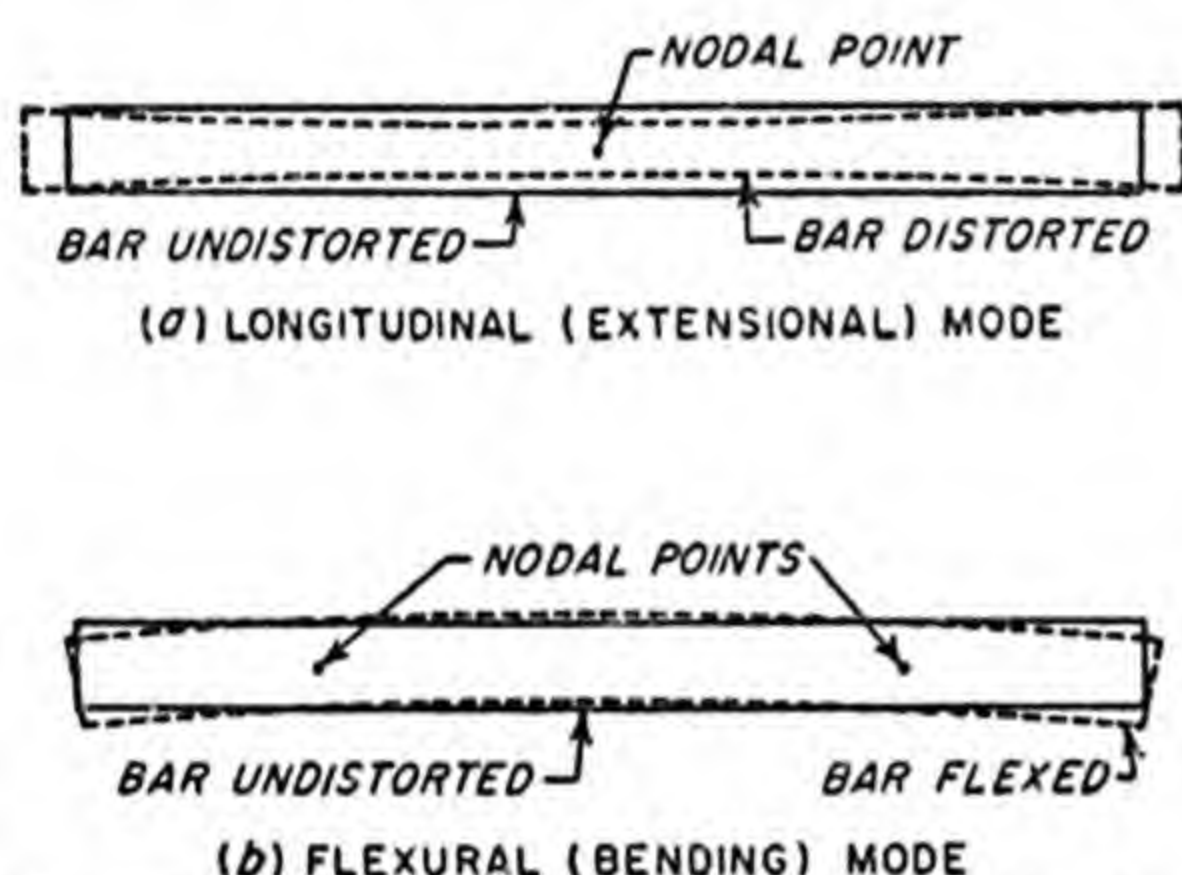 NODAL POINT
BAR UNDISTORTED
BAR DISTORTED
(a) LONGITUDINAL (EXTENSIONAL) MODE
NODAL POINTS
BAR UNDISTORTED
BAR FLEXED
(b) FLEXURAL (BENDING) MODE